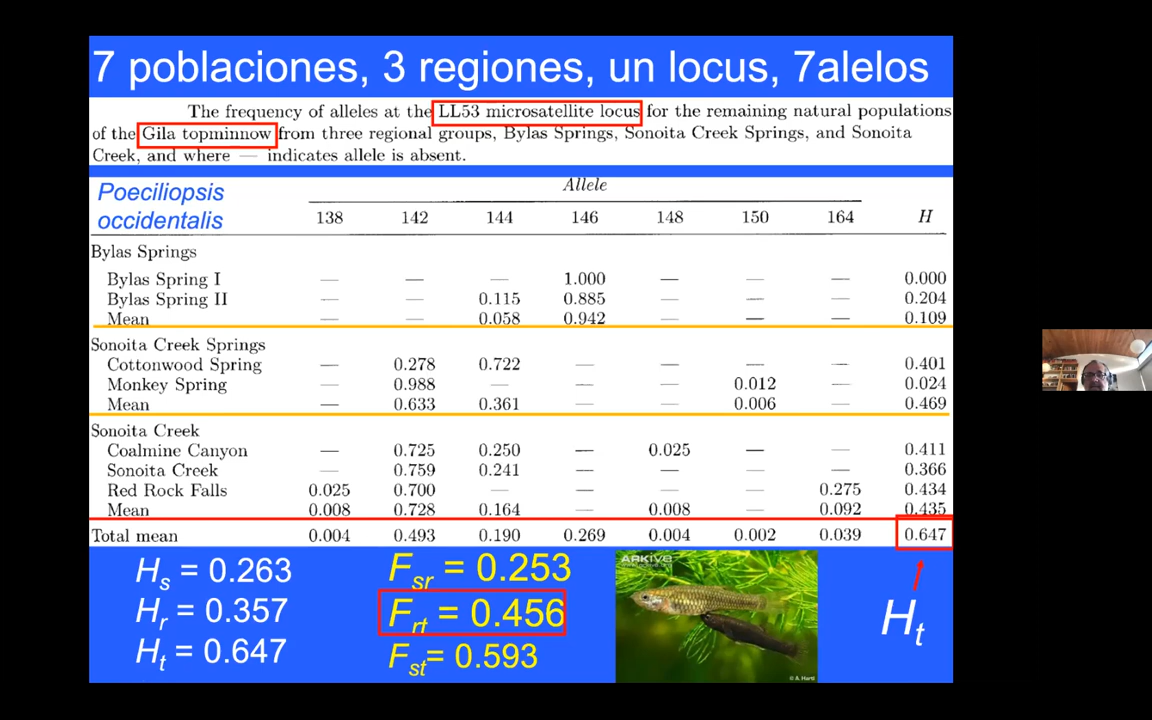 7 poblaciones, 3 regiones, un locus, 7alelos
The frequency of alleles at the LL53 microsatellite locus for the remaining natural populations
of the Gila topminnow from three regional groups, Bylas Springs, Sonoita Creek Springs, and Sonoita
Creek, and where — indicates allele is absent.
Poeciliopsis
occidentalis
Allele
138 142 144 146 148 150 164 H
Bylas Springs
Bylas Spring I — — — 1.000 — — — 0.000
Bylas Spring II — — 0.115 0.885 — — — 0.204
Mean — — 0.058 0.942 — — — 0.109
Sonoita Creek Springs
Cottonwood Spring — 0.278 0.722 — — — — 0.401
Monkey Spring — 0.988 — — — 0.012 — 0.024
Mean — 0.633 0.361 — — 0.006 — 0.469
Sonoita Creek
Coalmine Canyon — 0.725 0.250 — 0.025 — — 0.411
Sonoita Creek — 0.759 0.241 — — — — 0.366
Red Rock Falls 0.025 0.700 — — — — 0.275 0.434
Mean 0.008 0.728 0.164 — 0.008 — 0.092 0.435
Total mean 0.004 0.493 0.190 0.269 0.004 0.002 0.039 0.647
Hs = 0.263
Hr = 0.357
Ht = 0.647
Fsr = 0.253
Frt = 0.456
Fst= 0.593
ARKIVE
© A. Hartl
Ht